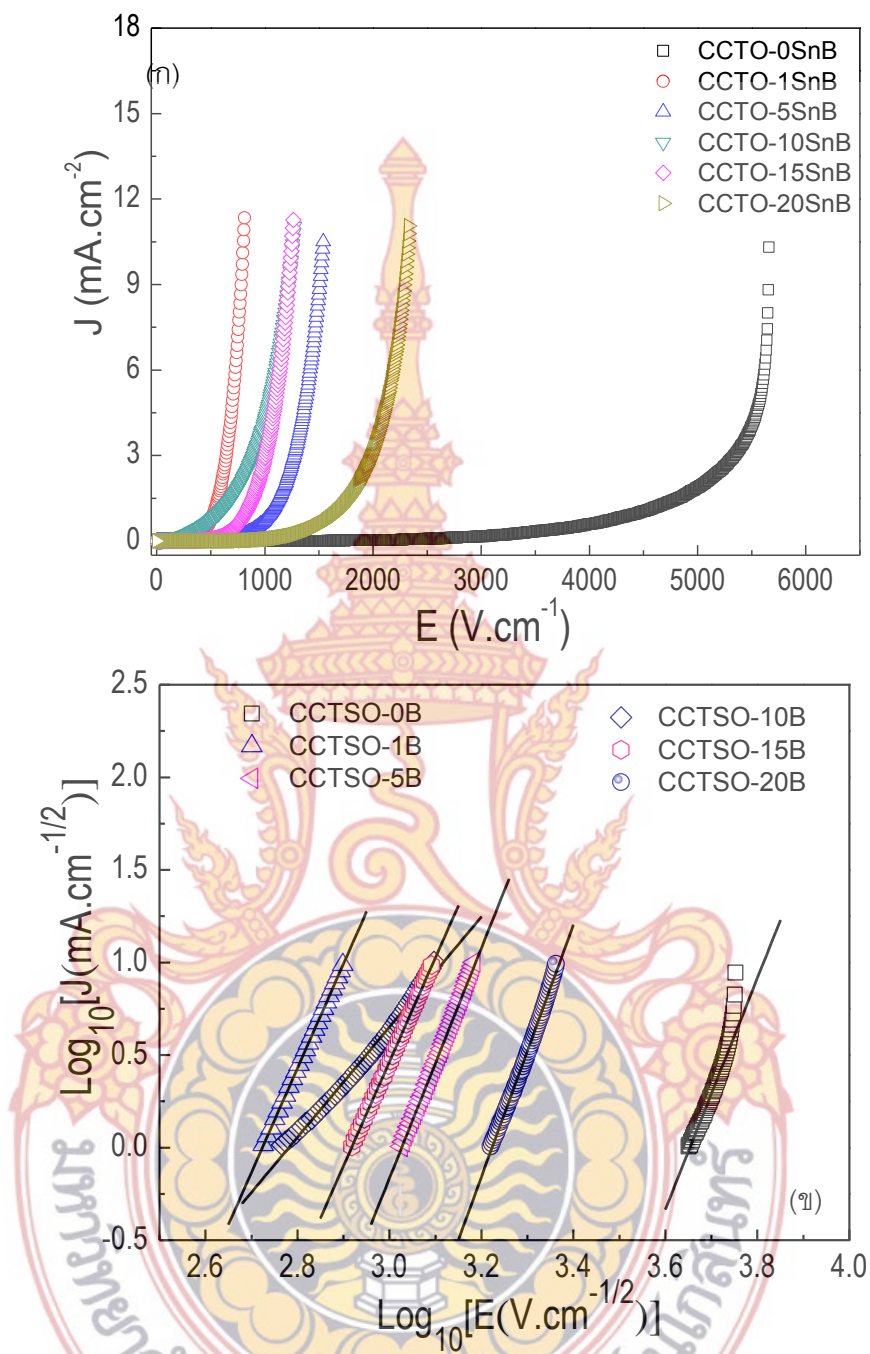 18
(ก)
15
12
9
6
3
0
J (mA.cm-2)
CCTO-0SnB
CCTO-1SnB
CCTO-5SnB
CCTO-10SnB
CCTO-15SnB
CCTO-20SnB
0 1000 2000 3000 4000 5000 6000
E (V.cm-1)
2.5
2.0
1.5
1.0
0.5
0.0
-0.5
Log10[J(mA.cm-1/2)]
CCTSO-0B
CCTSO-1B
CCTSO-5B
CCTSO-10B
CCTSO-15B
CCTSO-20B
(ข)
2.6 2.8 3.0 3.2 3.4 3.6 3.8 4.0
Log10[E(V.cm-1/2)]